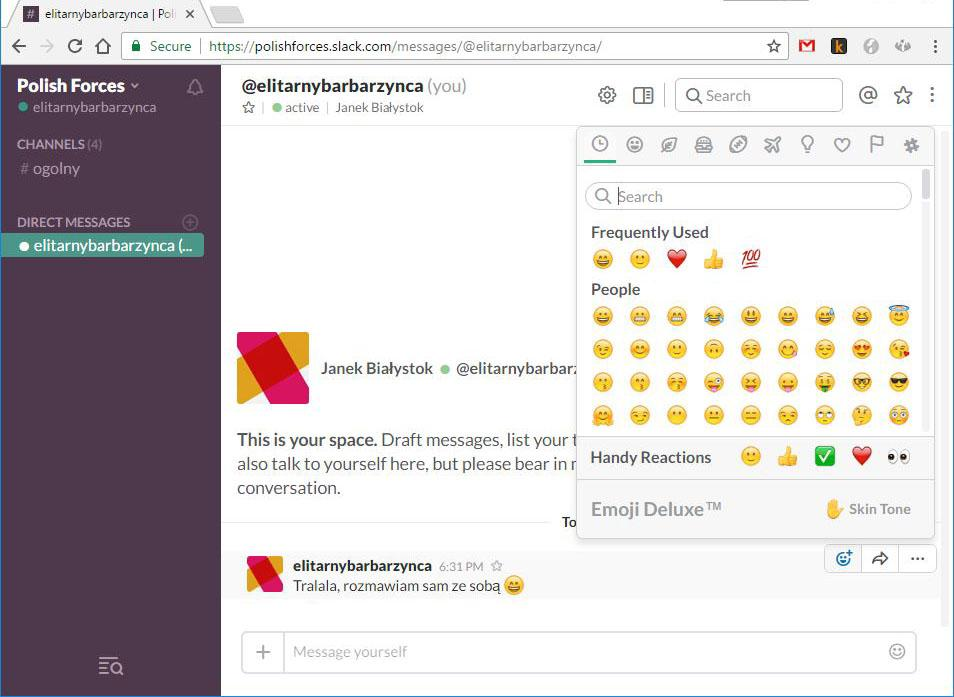 elitarnybarbarzynca | Pol
Secure https://polishforces.slack.com/messages/@elitarnybarbarzynca/
Polish Forces
elitarnybarbarzynca
CHANNELS (4)
# ogolny
DIRECT MESSAGES
elitarnybarbarzynca (...
@elitarnybarbarzynca (you)
active | Janek Białystok
Search
Search
Frequently Used
100
People
Handy Reactions
Emoji Deluxe™
Skin Tone
Janek Białystok @elitarnybarbarz
This is your space. Draft messages, list your t
also talk to yourself here, but please bear in
conversation.
To
elitarnybarbarzynca 6:31 PM
Tralala, rozmawiam sam ze sobą
Message yourself